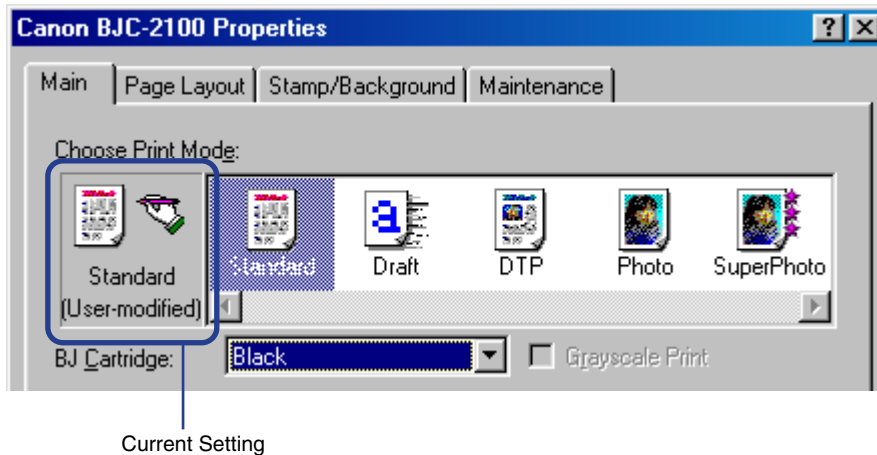 Canon BJC-2100 Properties
Main Page Layout Stamp/Background Maintenance
Choose Print Mode:
Standard
(User-modified)
Standard Draft DTP Photo SuperPhoto
BJ Cartridge: Black Grayscale Print
Current Setting